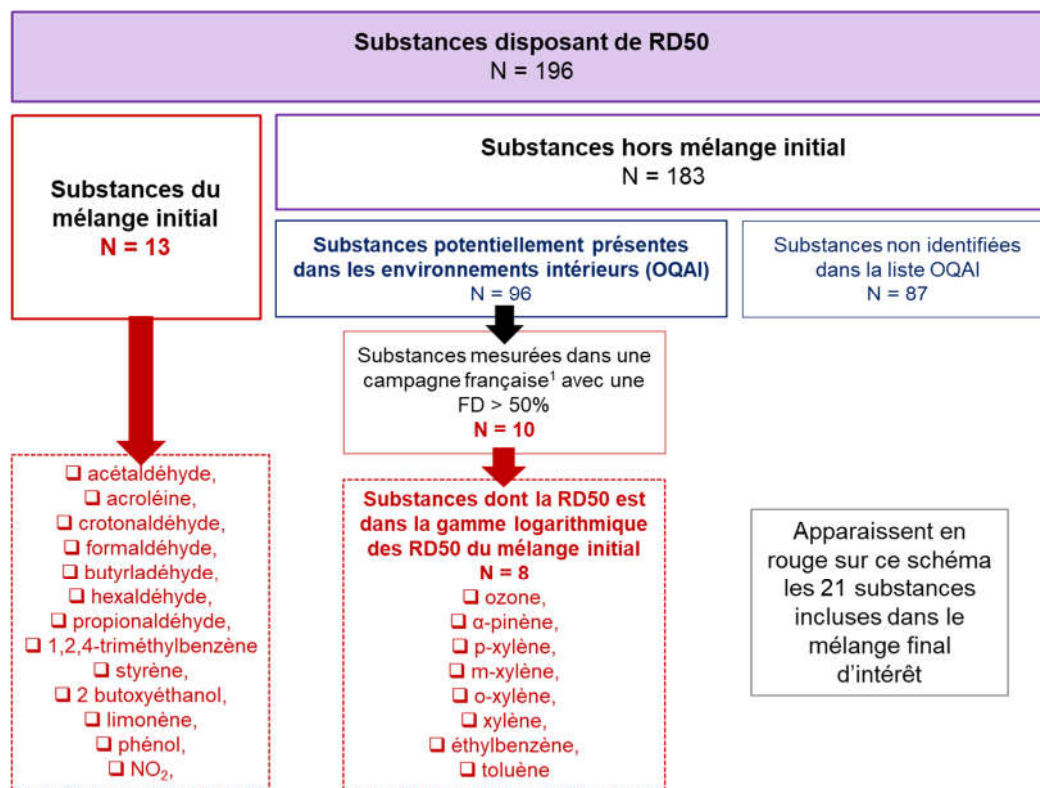 Substances disposant de RD50
N = 196
Substances du
mélange initial
N = 13
Substances hors mélange initial
N = 183
Substances potentiellement présentes
dans les environnements intérieurs (OQAI)
N = 96
Substances non identifiées
dans la liste OQAI
N = 87
Substances mesurées dans une
campagne française¹ avec une
FD > 50%
N = 10
❑ acétaldéhyde,
❑ acroléine,
❑ crotonaldéhyde,
❑ formaldéhyde,
❑ butyrladéhyde,
❑ hexaldéhyde,
❑ propionaldéhyde,
❑ 1,2,4-triméthylbenzène
❑ styrène,
❑ 2 butoxyéthanol,
❑ limonène,
❑ phénol,
❑ NO₂,
Substances dont la RD50 est
dans la gamme logarithmique
des RD50 du mélange initial
N = 8
❑ ozone,
❑ α-pinène,
❑ p-xylène,
❑ m-xylène,
❑ o-xylène,
❑ xylène,
❑ éthylbenzène,
❑ toluène
Apparaissent en
rouge sur ce schéma
les 21 substances
incluses dans le
mélange final
d'intérêt